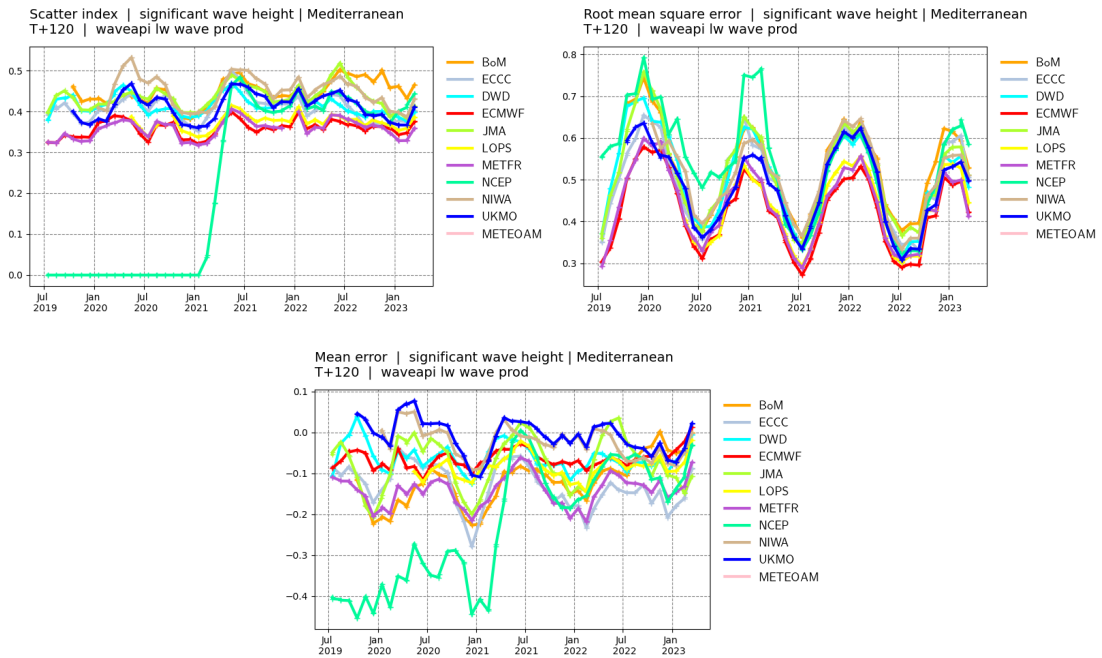 Scatter index | significant wave height | Mediterranean
T+120 | waveapi lw wave prod
0.5
0.4
0.3
0.2
0.1
0.0
Jul 2019
Jan 2020
Jul 2020
Jan 2021
Jul 2021
Jan 2022
Jul 2022
Jan 2023
BoM
ECCC
DWD
ECMWF
JMA
LOPS
METFR
NCEP
NIWA
UKMO
METEOAM
Root mean square error | significant wave height | Mediterranean
T+120 | waveapi lw wave prod
0.8
0.7
0.6
0.5
0.4
0.3
Jul 2019
Jan 2020
Jul 2020
Jan 2021
Jul 2021
Jan 2022
Jul 2022
Jan 2023
BoM
ECCC
DWD
ECMWF
JMA
LOPS
METFR
NCEP
NIWA
UKMO
METEOAM
Mean error | significant wave height | Mediterranean
T+120 | waveapi lw wave prod
0.1
0.0
−0.1
−0.2
−0.3
−0.4
Jul 2019
Jan 2020
Jul 2020
Jan 2021
Jul 2021
Jan 2022
Jul 2022
Jan 2023
BoM
ECCC
DWD
ECMWF
JMA
LOPS
METFR
NCEP
NIWA
UKMO
METEOAM